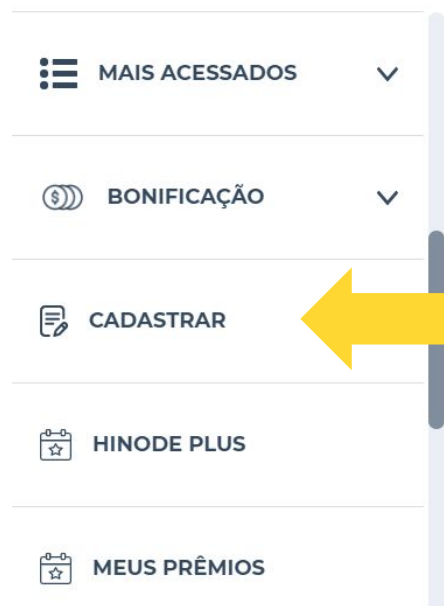 MAIS ACESSADOS
BONIFICAÇÃO
CADASTRAR
HINODE PLUS
MEUS PRÊMIOS